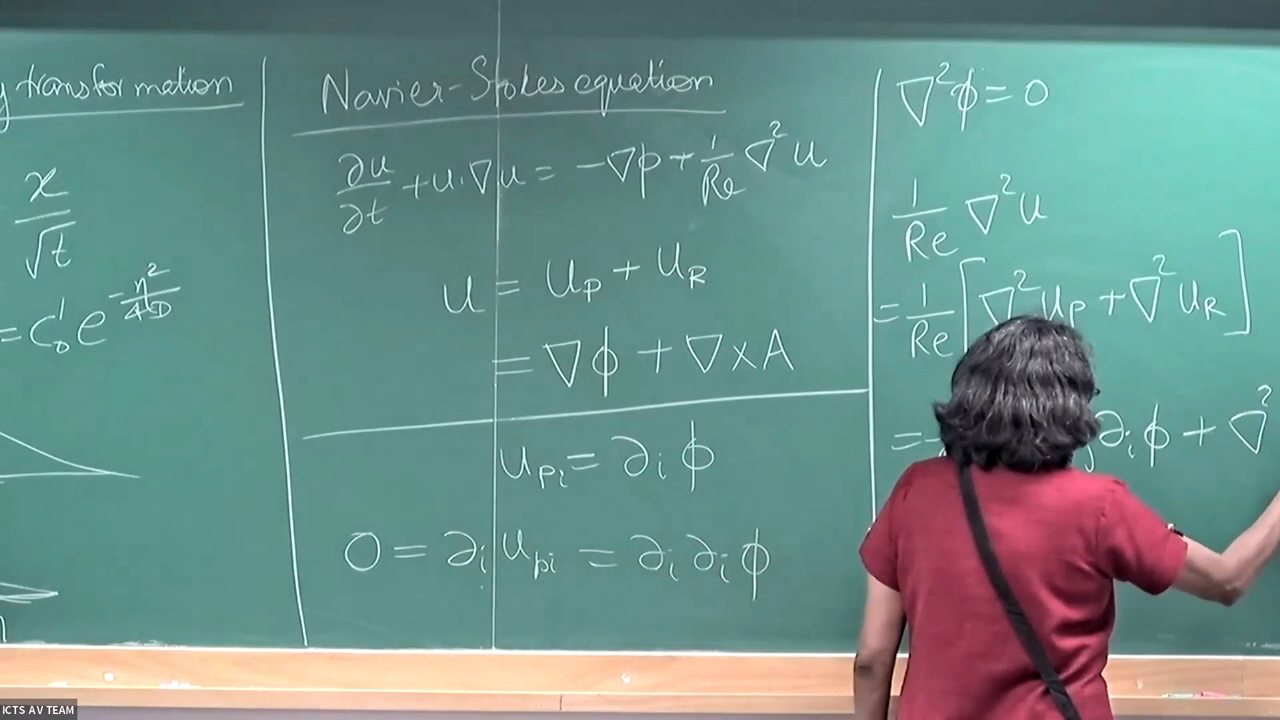 y transformation
x/√t
= C₀' e^(-η²/4D)
Navier-Stokes equation
∂u/∂t + u·∇u = -∇p + 1/Re ∇²u
u = u_P + u_R
= ∇ϕ + ∇×A
u_Pi = ∂_i ϕ
0 = ∂_i u_pi = ∂_i ∂_i ϕ
∇²ϕ = 0
1/Re ∇²u
= 1/Re [∇²u_P + ∇²u_R]
= ∂_i ϕ + ∇²
ICTS AV TEAM